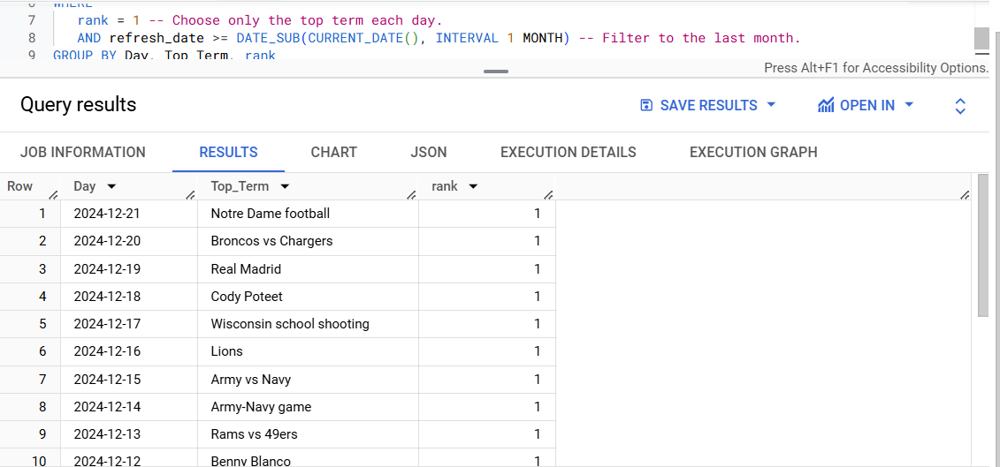 6 WHERE
7 rank = 1 -- Choose only the top term each day.
8 AND refresh_date >= DATE_SUB(CURRENT_DATE(), INTERVAL 1 MONTH) -- Filter to the last month.
9 GROUP BY Day, Top_Term, rank
Press Alt+F1 for Accessibility Options.
Query results SAVE RESULTS OPEN IN
JOB INFORMATION RESULTS CHART JSON EXECUTION DETAILS EXECUTION GRAPH
Row Day Top_Term rank
1 2024-12-21 Notre Dame football 1
2 2024-12-20 Broncos vs Chargers 1
3 2024-12-19 Real Madrid 1
4 2024-12-18 Cody Poteet 1
5 2024-12-17 Wisconsin school shooting 1
6 2024-12-16 Lions 1
7 2024-12-15 Army vs Navy 1
8 2024-12-14 Army-Navy game 1
9 2024-12-13 Rams vs 49ers 1
10 2024-12-12 Benny Blanco 1